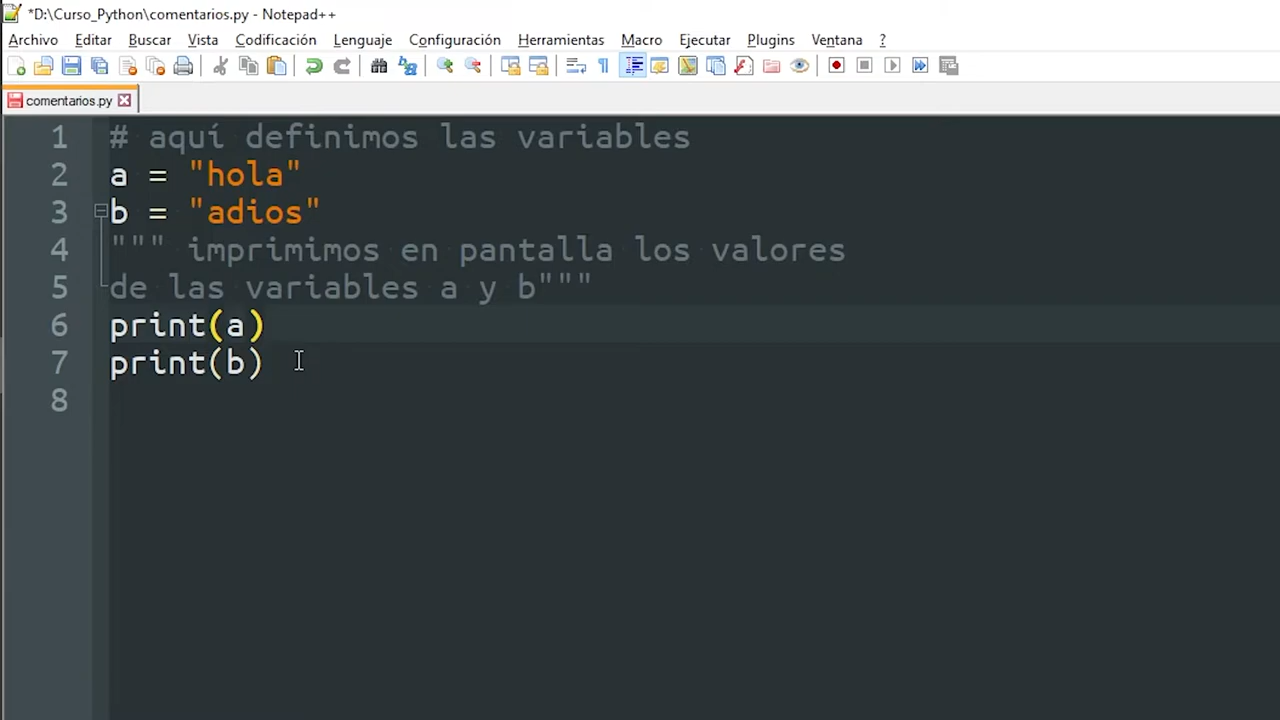 *D:\Curso_Python\comentarios.py - Notepad++
Archivo Editar Buscar Vista Codificación Lenguaje Configuración Herramientas Macro Ejecutar Plugins Ventana ?
comentarios.py
1 # aquí definimos las variables
2 a = "hola"
3 b = "adios"
4 """ imprimimos en pantalla los valores
5 de las variables a y b"""
6 print(a)
7 print(b)
8